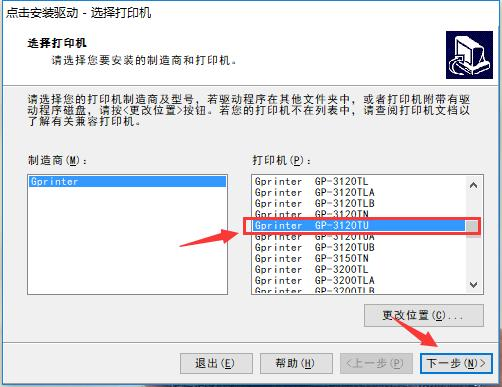 点击安装驱动 - 选择打印机
选择打印机
请选择您要安装的制造商和打印机。
请选择您的打印机制造商及型号，若驱动程序在其他文件夹中，或者打印机附带有驱
动程序磁盘，请按<更改位置>按钮。若您的打印机不在列表中，请查阅打印机文档以
了解有关兼容打印机。
制造商(M)：
Gprinter
打印机(P)：
Gprinter GP-3120TL
Gprinter GP-3120TLA
Gprinter GP-3120TLB
Gprinter GP-3120TN
Gprinter GP-3120TU
Gprinter GP-3120TUA
Gprinter GP-3120TUB
Gprinter GP-3150TN
Gprinter GP-3200TL
Gprinter GP-3200TLA
Gprinter GP-3200TLB
更改位置(C)...
退出(E)
帮助(H)
<上一步(P)
下一步(N)>